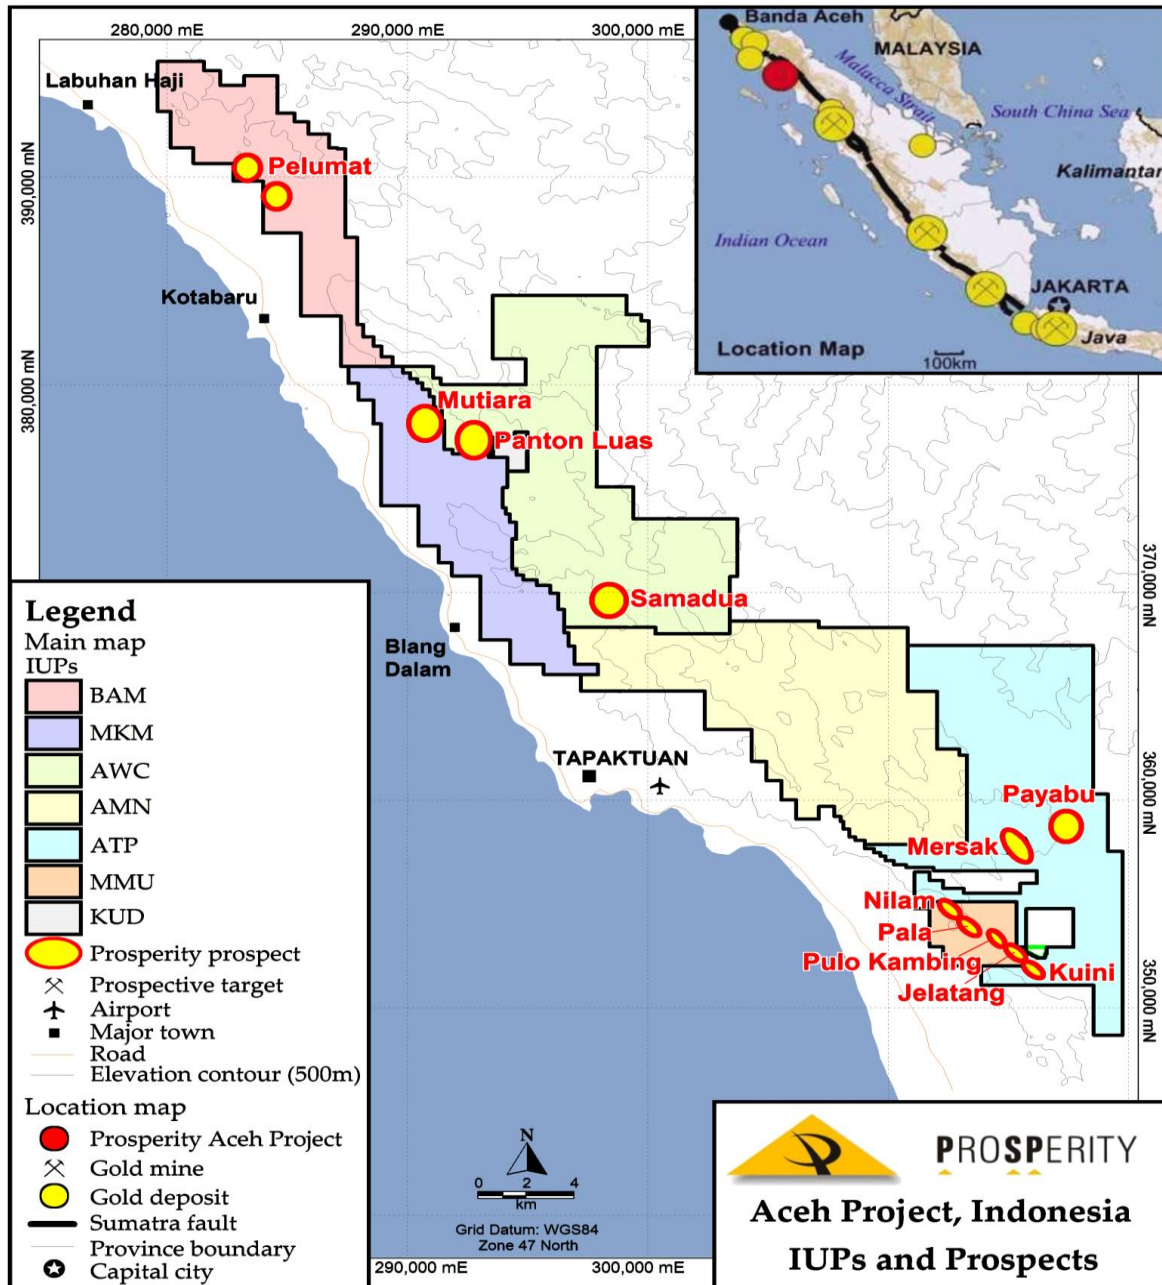 280,000 mE
290,000 mE
300,000 mE
Labuhan Haji
390,000 mN
Pelumat
Kotabaru
380,000 mN
Mutiara
Panton Luas
Samadua
370,000 mN
Blang
Dalam
TAPAKTUAN
360,000 mN
Payabu
Mersak
Nilam
Pala
Pulo Kambing
Jelatang
Kuini
350,000 mN
Banda Aceh
MALAYSIA
Malacca Strait
South China Sea
Kalimantan
Indian Ocean
JAKARTA
Java
Location Map
100km
Legend
Main map
IUPs
BAM
MKM
AWC
AMN
ATP
MMU
KUD
Prosperity prospect
Prospective target
Airport
Major town
Road
Elevation contour (500m)
Location map
Prosperity Aceh Project
Gold mine
Gold deposit
Sumatra fault
Province boundary
Capital city
N
0 2 4
km
Grid Datum: WGS84
Zone 47 North
290,000 mE
300,000 mE
PROSPERITY
Aceh Project, Indonesia
IUPs and Prospects